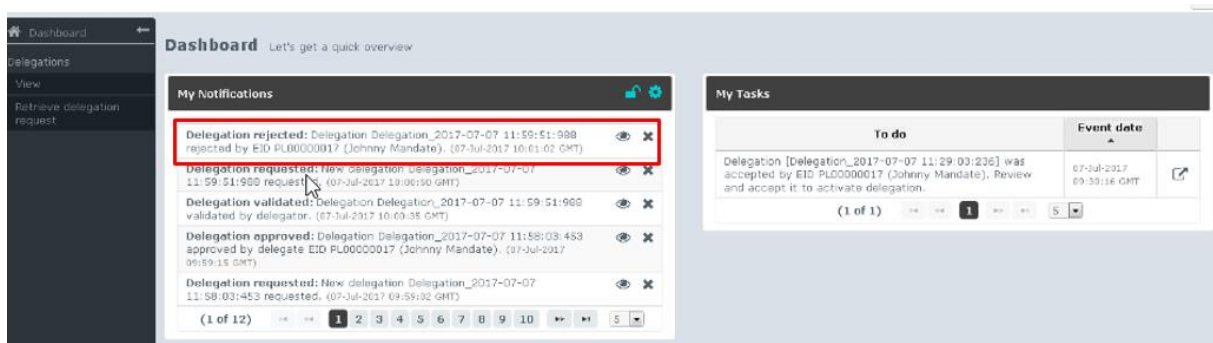 Dashboard
Delegations
View
Retrieve delegation
request
Dashboard Let's get a quick overview
My Notifications
Delegation rejected: Delegation Delegation_2017-07-07 11:59:51:988
rejected by EID PL00000017 (Johnny Mandate). (07-Jul-2017 10:01:02 GMT)
Delegation requested: New delegation Delegation_2017-07-07
11:59:51:988 requested. (07-Jul-2017 10:00:50 GMT)
Delegation validated: Delegation Delegation_2017-07-07 11:59:51:988
validated by delegator. (07-Jul-2017 10:00:35 GMT)
Delegation approved: Delegation Delegation_2017-07-07 11:58:03:453
approved by delegate EID PL00000017 (Johnny Mandate). (07-Jul-2017
09:59:15 GMT)
Delegation requested: New delegation Delegation_2017-07-07
11:58:03:453 requested. (07-Jul-2017 09:59:02 GMT)
(1 of 12) 1 2 3 4 5 6 7 8 9 10 5
My Tasks
To do Event date
Delegation [Delegation_2017-07-07 11:29:03:236] was
accepted by EID PL00000017 (Johnny Mandate). Review
and accept it to activate delegation.
07-Jul-2017
09:30:16 GMT
(1 of 1) 1 5